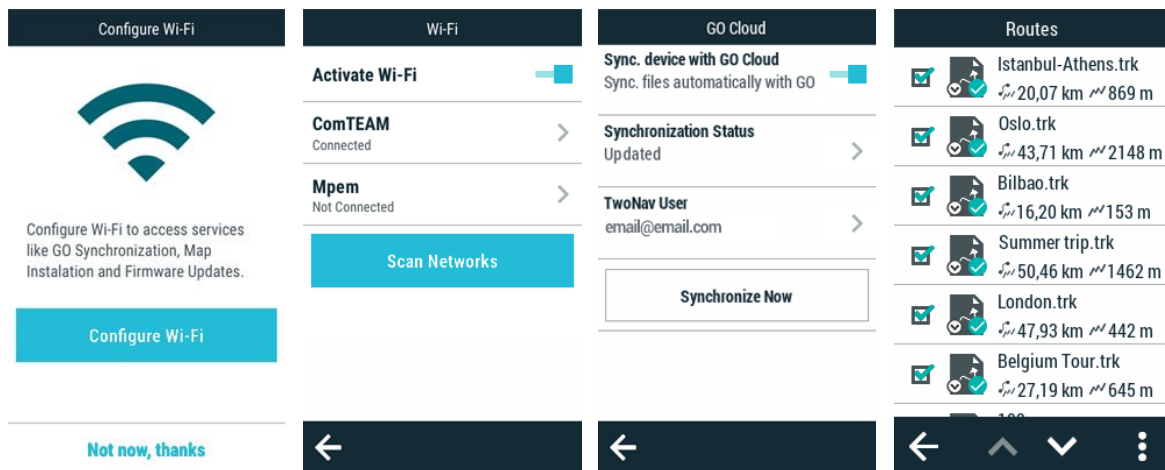 Configure Wi-Fi
Configure Wi-Fi to access services
like GO Synchronization, Map
Instalation and Firmware Updates.
Configure Wi-Fi
Not now, thanks
Wi-Fi
Activate Wi-Fi
ComTEAM
Connected
Mpem
Not Connected
Scan Networks
GO Cloud
Sync. device with GO Cloud
Sync. files automatically with GO
Synchronization Status
Updated
TwoNav User
email@email.com
Synchronize Now
Routes
Istanbul-Athens.trk
20,07 km 869 m
Oslo.trk
43,71 km 2148 m
Bilbao.trk
16,20 km 153 m
Summer trip.trk
50,46 km 1462 m
London.trk
47,93 km 442 m
Belgium Tour.trk
27,19 km 645 m